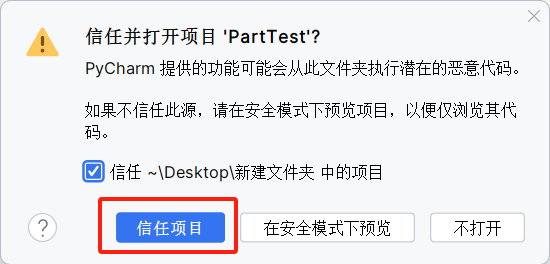 信任并打开项目 'PartTest'?
PyCharm 提供的功能可能会从此文件夹执行潜在的恶意代码。
如果不信任此源，请在安全模式下预览项目，以便仅浏览其代
码。
信任 ~\Desktop\新建文件夹 中的项目
? 信任项目 在安全模式下预览 不打开